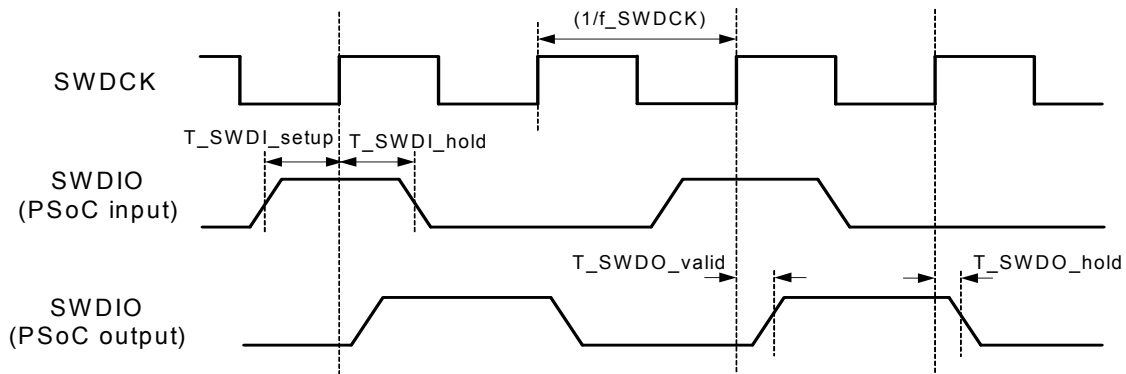 (1/f_SWDCK)
SWDCK
T_SWDI_setup
T_SWDI_hold
SWDIO
(PSoC input)
T_SWDO_valid
T_SWDO_hold
SWDIO
(PSoC output)